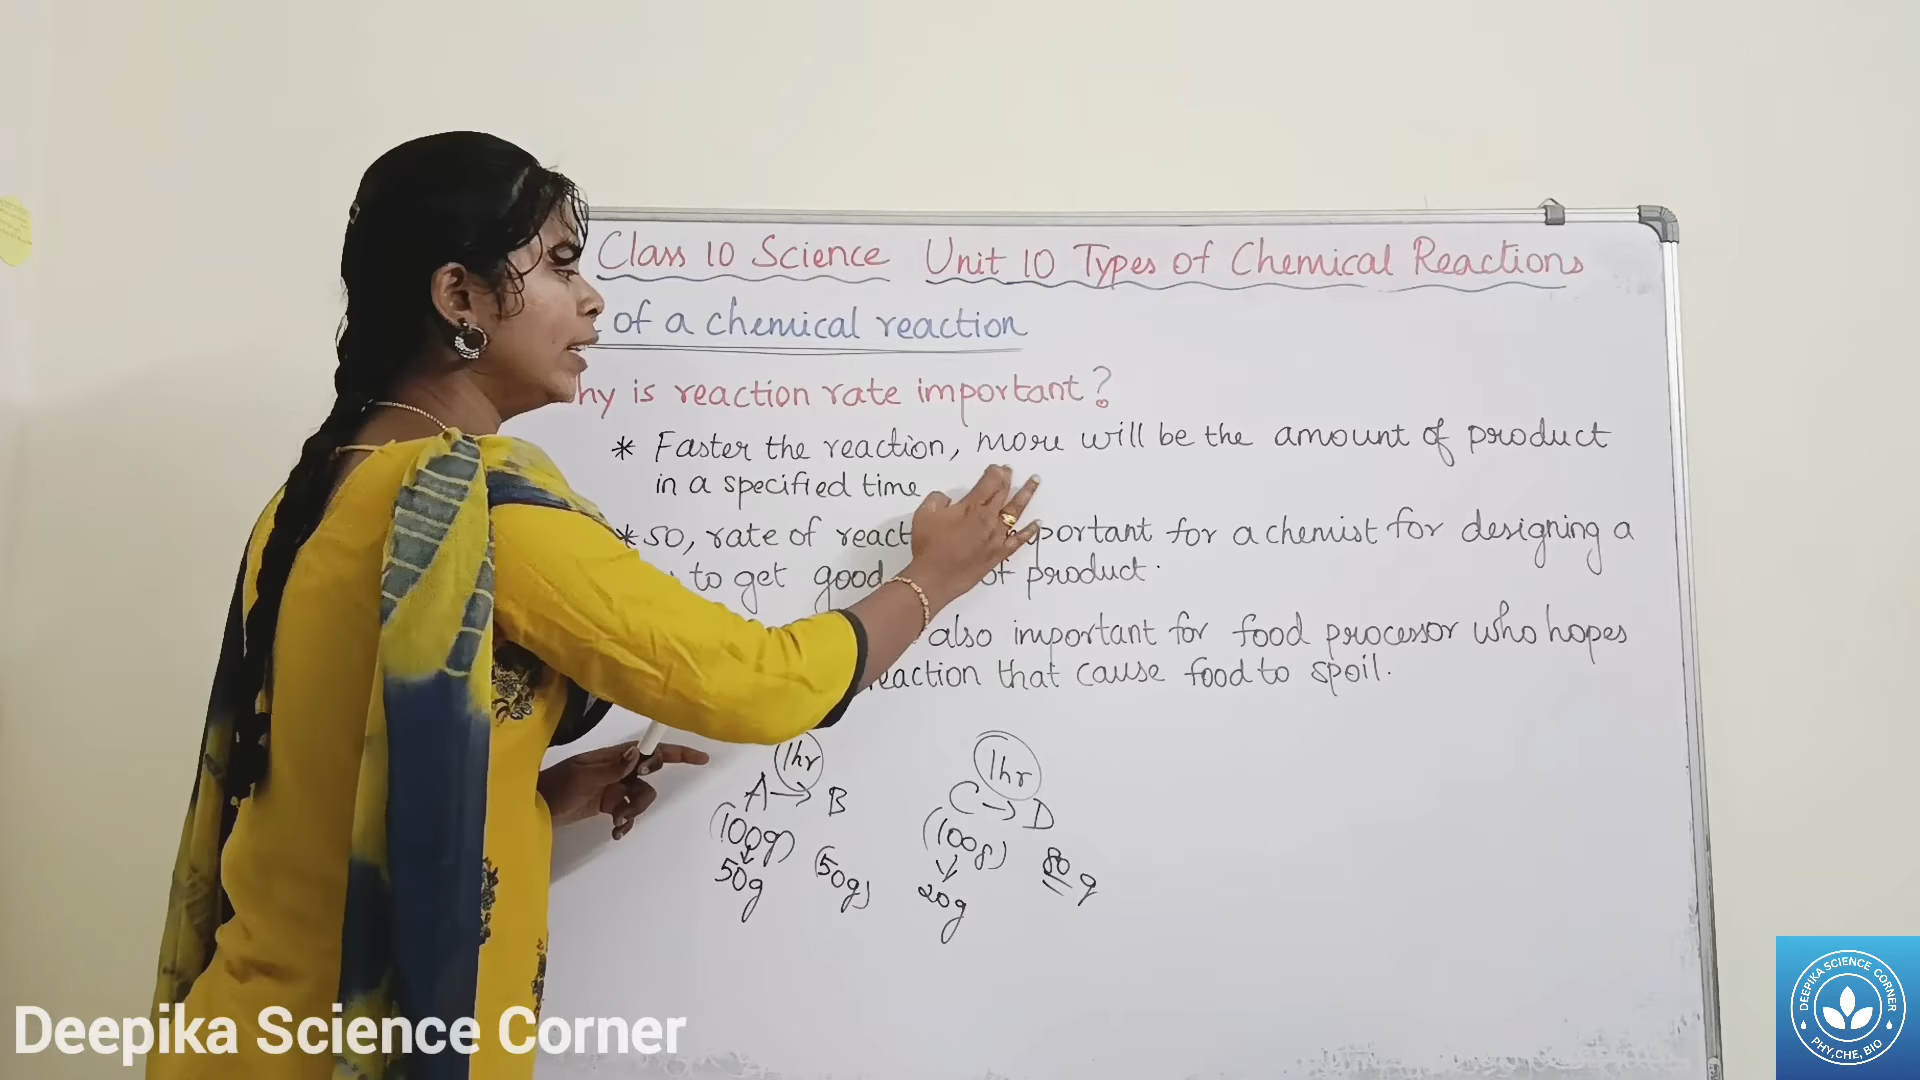 Class 10 Science Unit 10 Types of Chemical Reactions
of a chemical reaction
hy is reaction rate important?
* Faster the reaction, more will be the amount of product
in a specified time
* SO, rate of react portant for a chemist for designing a
to get good of product.
also important for food processor who hopes
reaction that cause food to spoil.
1hr 1hr
A → B C → D
(100g) (100g)
50g (50g) 20g 80g
Deepika Science Corner
DEEPIKA SCIENCE CORNER
PHY,CHE, BIO